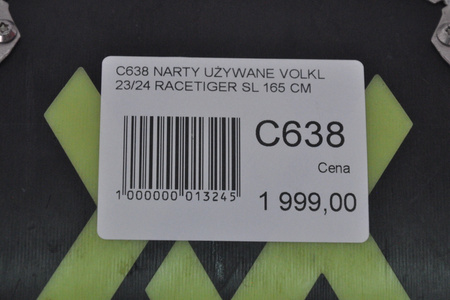 C638 NARTY UŻYWANE VOLKL
23/24 RACETIGER SL 165 CM
C638
Cena
1 999,00
1 000000 013245